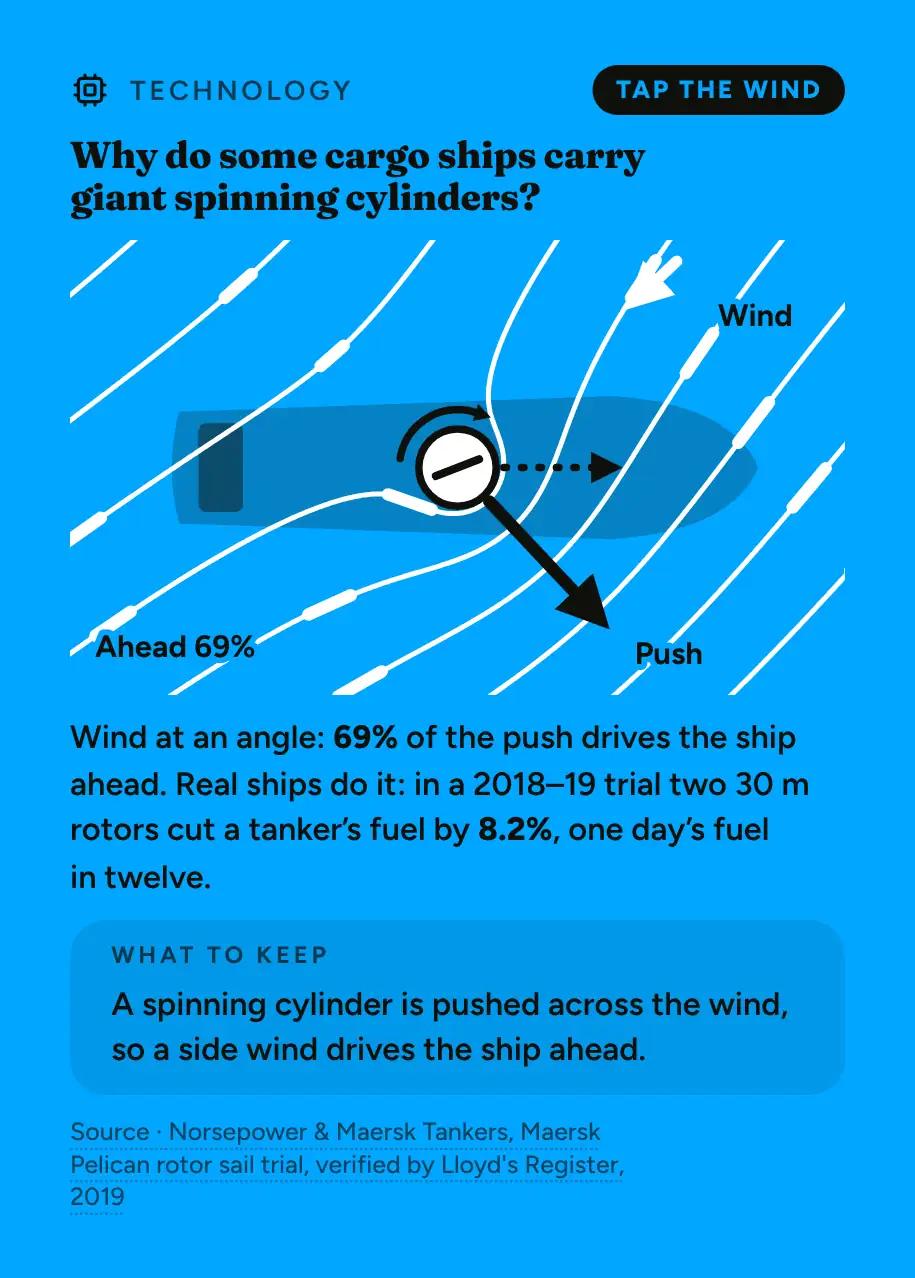 TECHNOLOGY
TAP THE WIND
Why do some cargo ships carry
giant spinning cylinders?
Wind
Ahead 69%
Push
Wind at an angle: 69% of the push drives the ship
ahead. Real ships do it: in a 2018–19 trial two 30 m
rotors cut a tanker’s fuel by 8.2%, one day’s fuel
in twelve.
WHAT TO KEEP
A spinning cylinder is pushed across the wind,
so a side wind drives the ship ahead.
Source · Norsepower & Maersk Tankers, Maersk
Pelican rotor sail trial, verified by Lloyd's Register,
2019